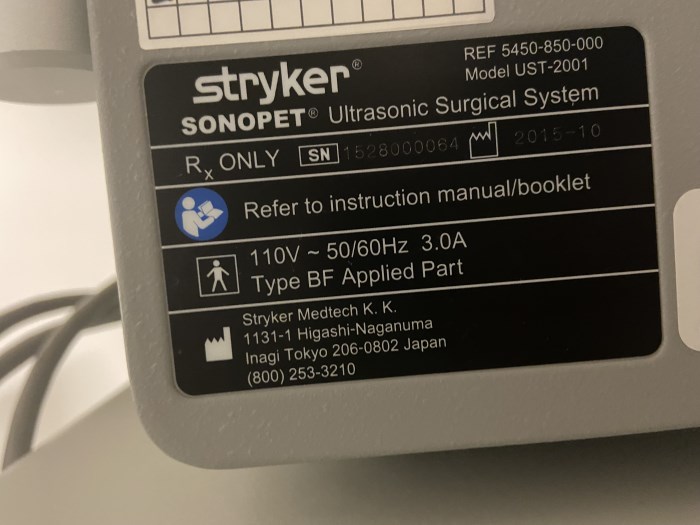 stryker®
REF 5450-850-000
Model UST-2001
SONOPET® Ultrasonic Surgical System
Rx ONLY SN 1528000064 2015-10
Refer to instruction manual/booklet
110V ~ 50/60Hz 3.0A
Type BF Applied Part
Stryker Medtech K. K.
1131-1 Higashi-Naganuma
Inagi Tokyo 206-0802 Japan
(800) 253-3210